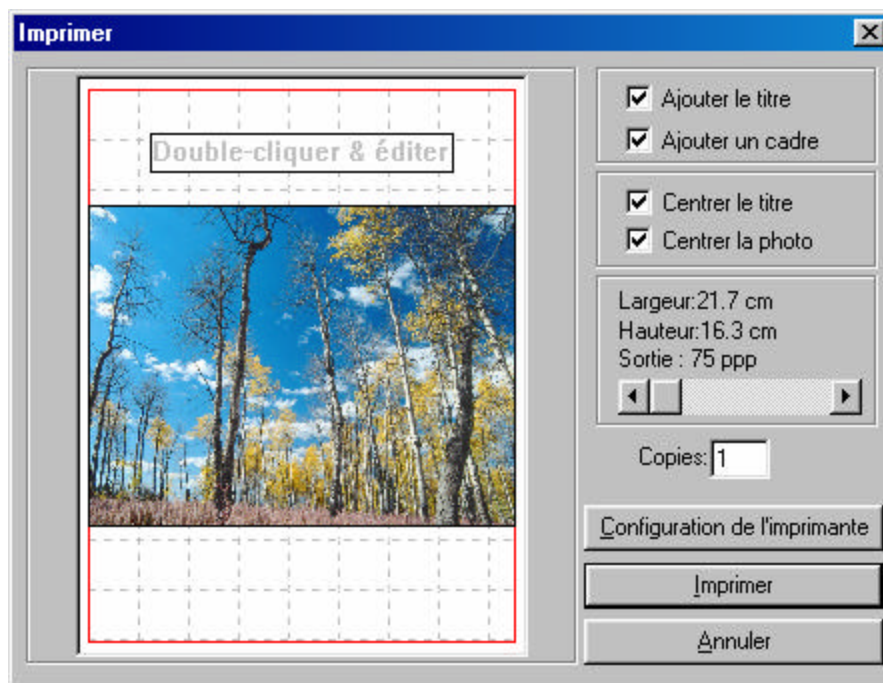 Imprimer
Double-cliquer & éditer
Ajouter le titre
Ajouter un cadre
Centrer le titre
Centrer la photo
Largeur:21.7 cm
Hauteur:16.3 cm
Sortie : 75 ppp
Copies: 1
Configuration de l'imprimante
Imprimer
Annuler